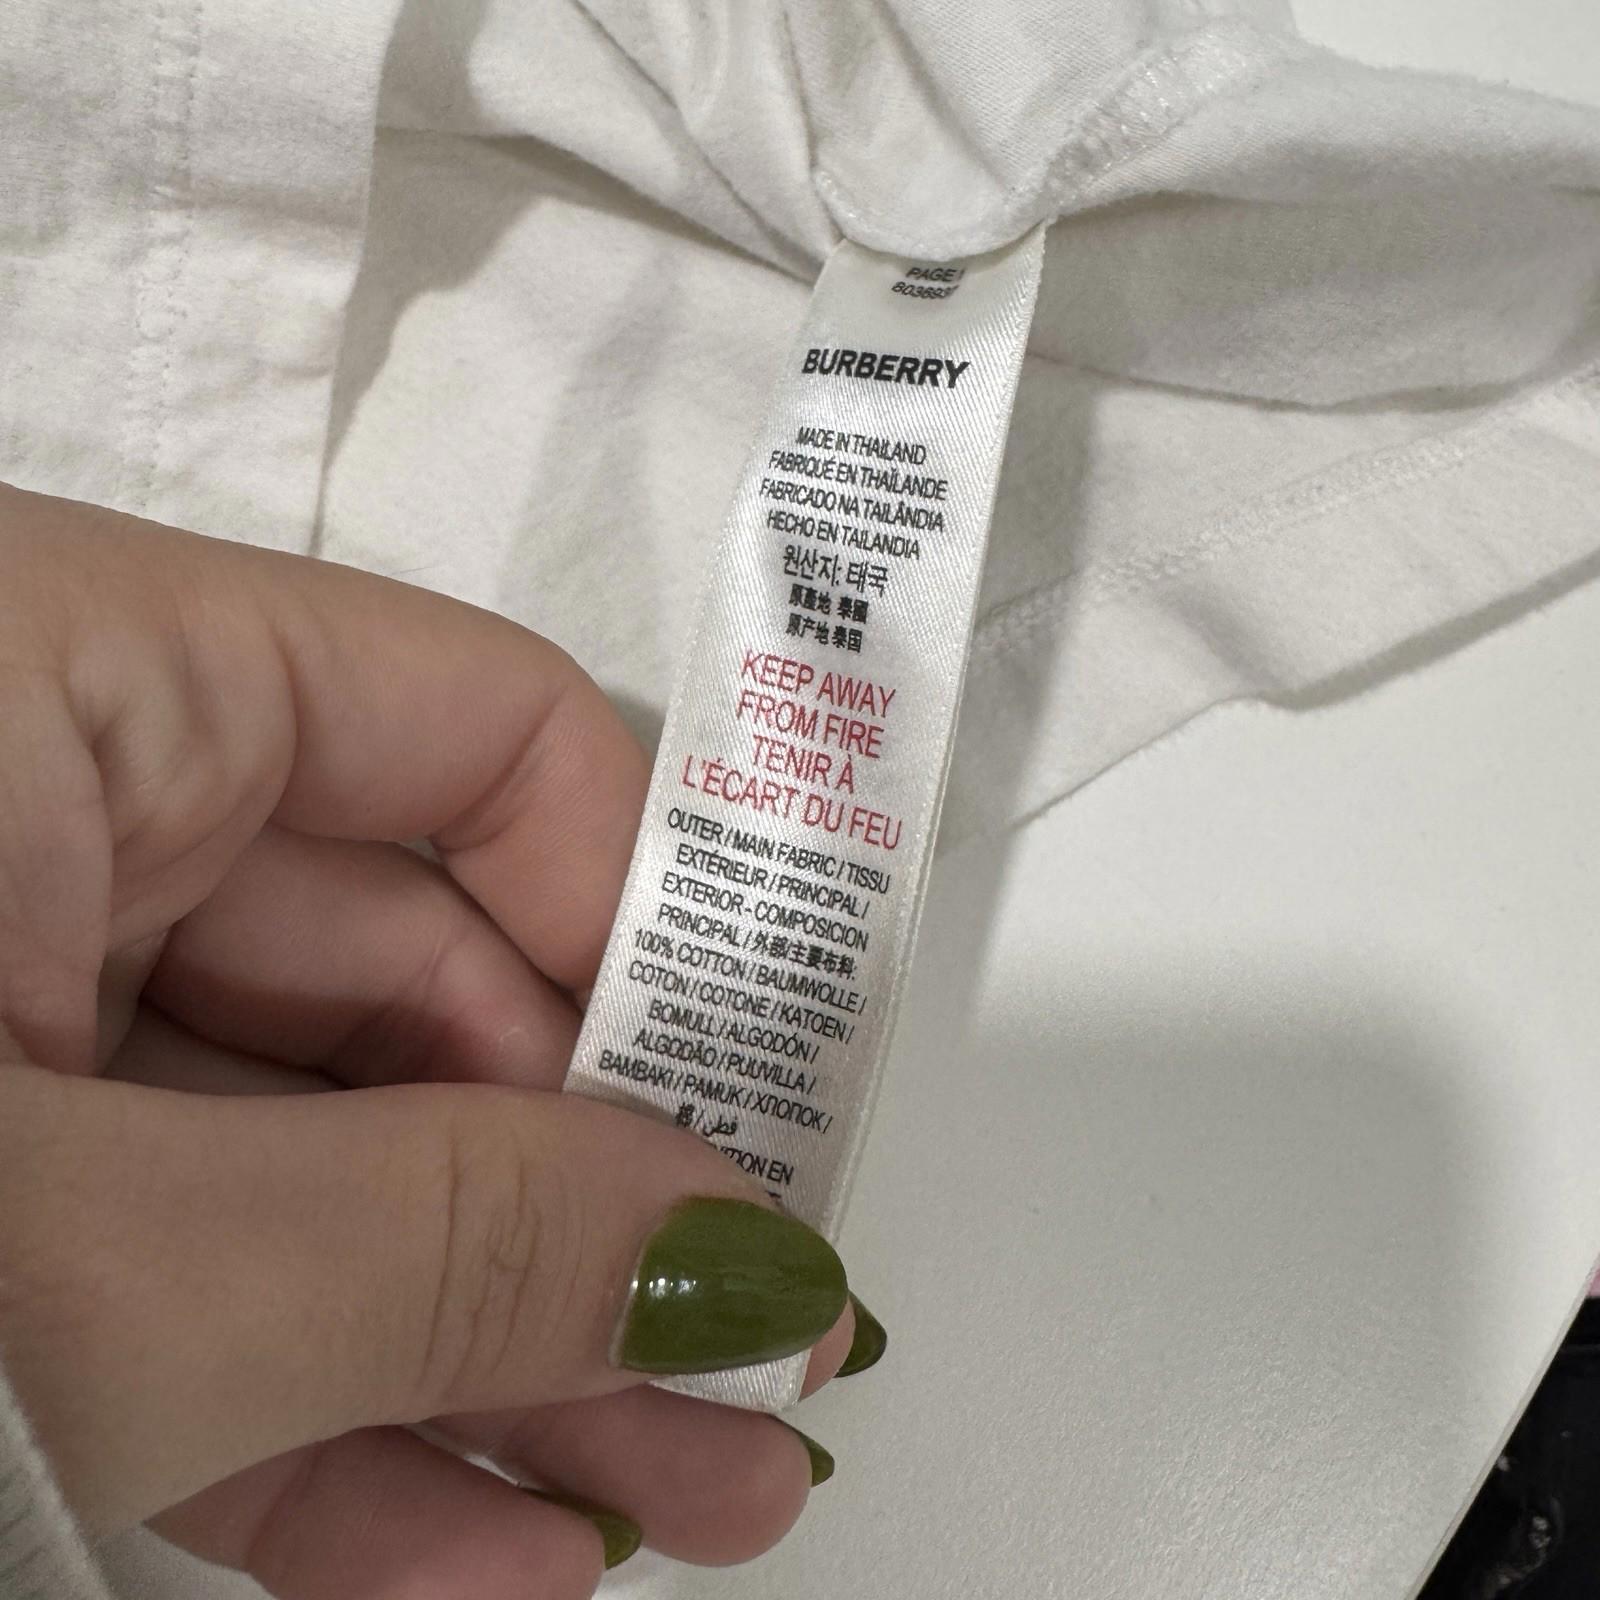 PAGE
BURBERRY
MADE IN THAILAND
FABRIQUÉ EN THAÏLANDE
FABRICADO NA TAILÂNDIA
HECHO EN TAILANDIA
원산지: 태국
原產地 泰國
原产地 泰国
KEEP AWAY
FROM FIRE
TENIR À
L'ÉCART DU FEU
OUTER / MAIN FABRIC / TISSU
EXTÉRIEUR / PRINCIPAL /
EXTERIOR - COMPOSICION
PRINCIPAL / 外部/主要布料:
100% COTTON / BAUMWOLLE /
COTON / COTONE / KATOEN /
BOMULL / ALGODÓN /
ALGODÃO / PUUVILLA /
BAMBAKI / PAMUK / ХЛОПОК /
棉 / قطن
EN